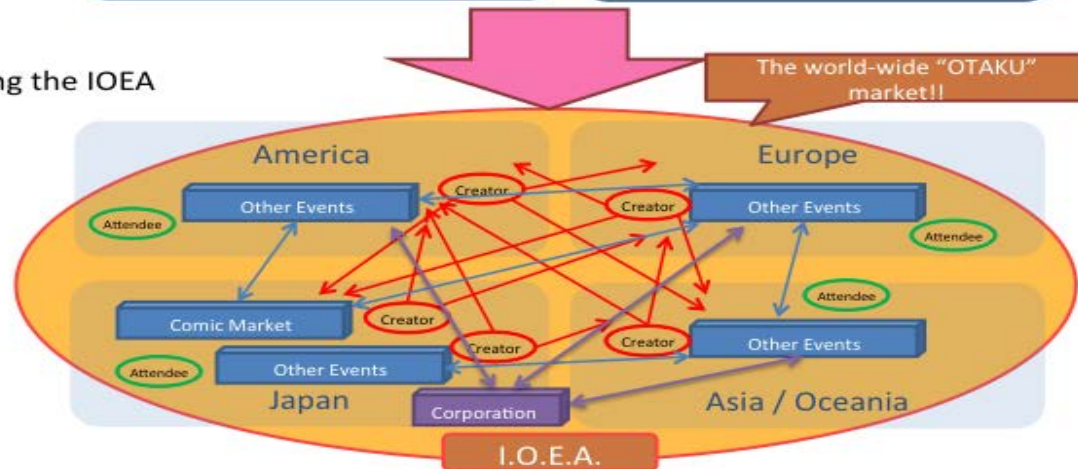 ng the IOEA
The world-wide “OTAKU”
market!!
America
Europe
Creator
Other Events
Creator
Other Events
Attendee
Attendee
Attendee
Comic Market
Creator
Creator
Creator
Other Events
Attendee
Other Events
Japan
Corporation
Asia / Oceania
I.O.E.A.